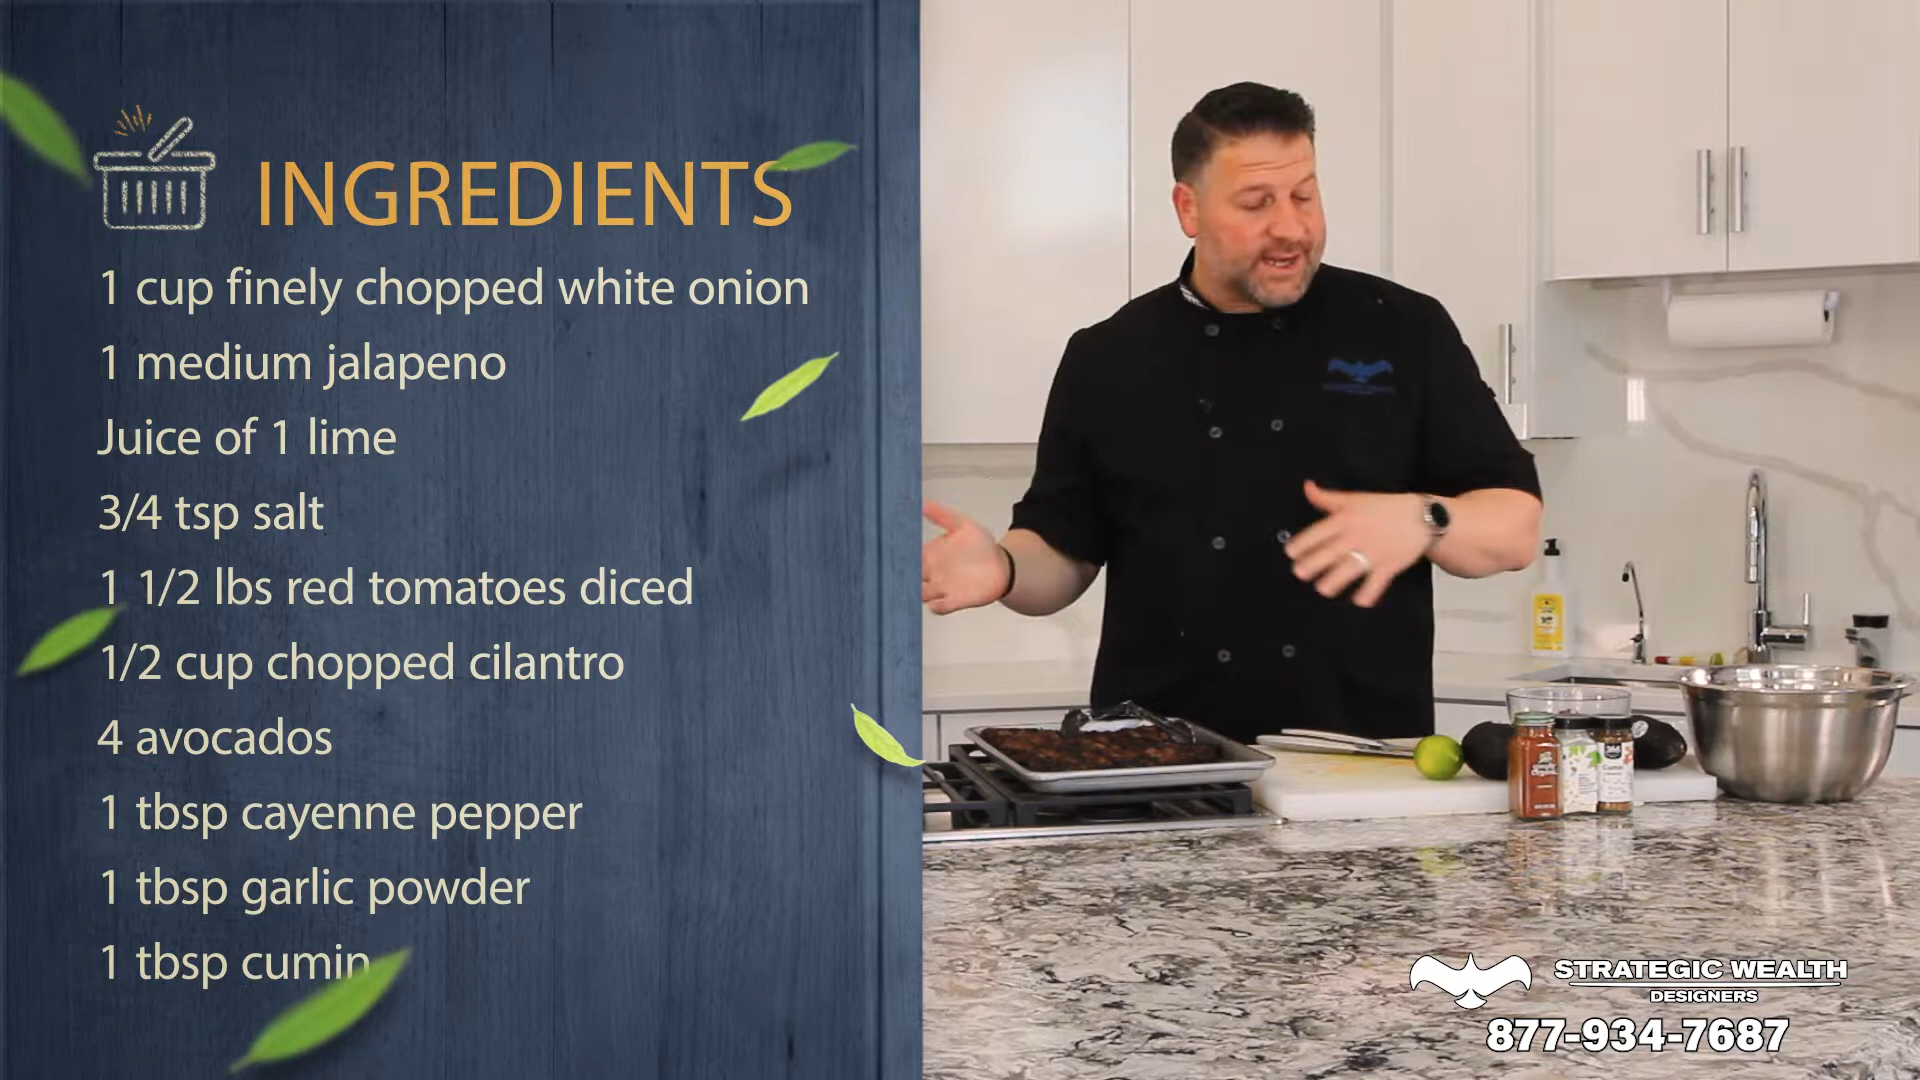 INGREDIENTS
1 cup finely chopped white onion
1 medium jalapeno
Juice of 1 lime
3/4 tsp salt
1 1/2 lbs red tomatoes diced
1/2 cup chopped cilantro
4 avocados
1 tbsp cayenne pepper
1 tbsp garlic powder
1 tbsp cumin
STRATEGIC WEALTH
DESIGNERS
877-934-7687